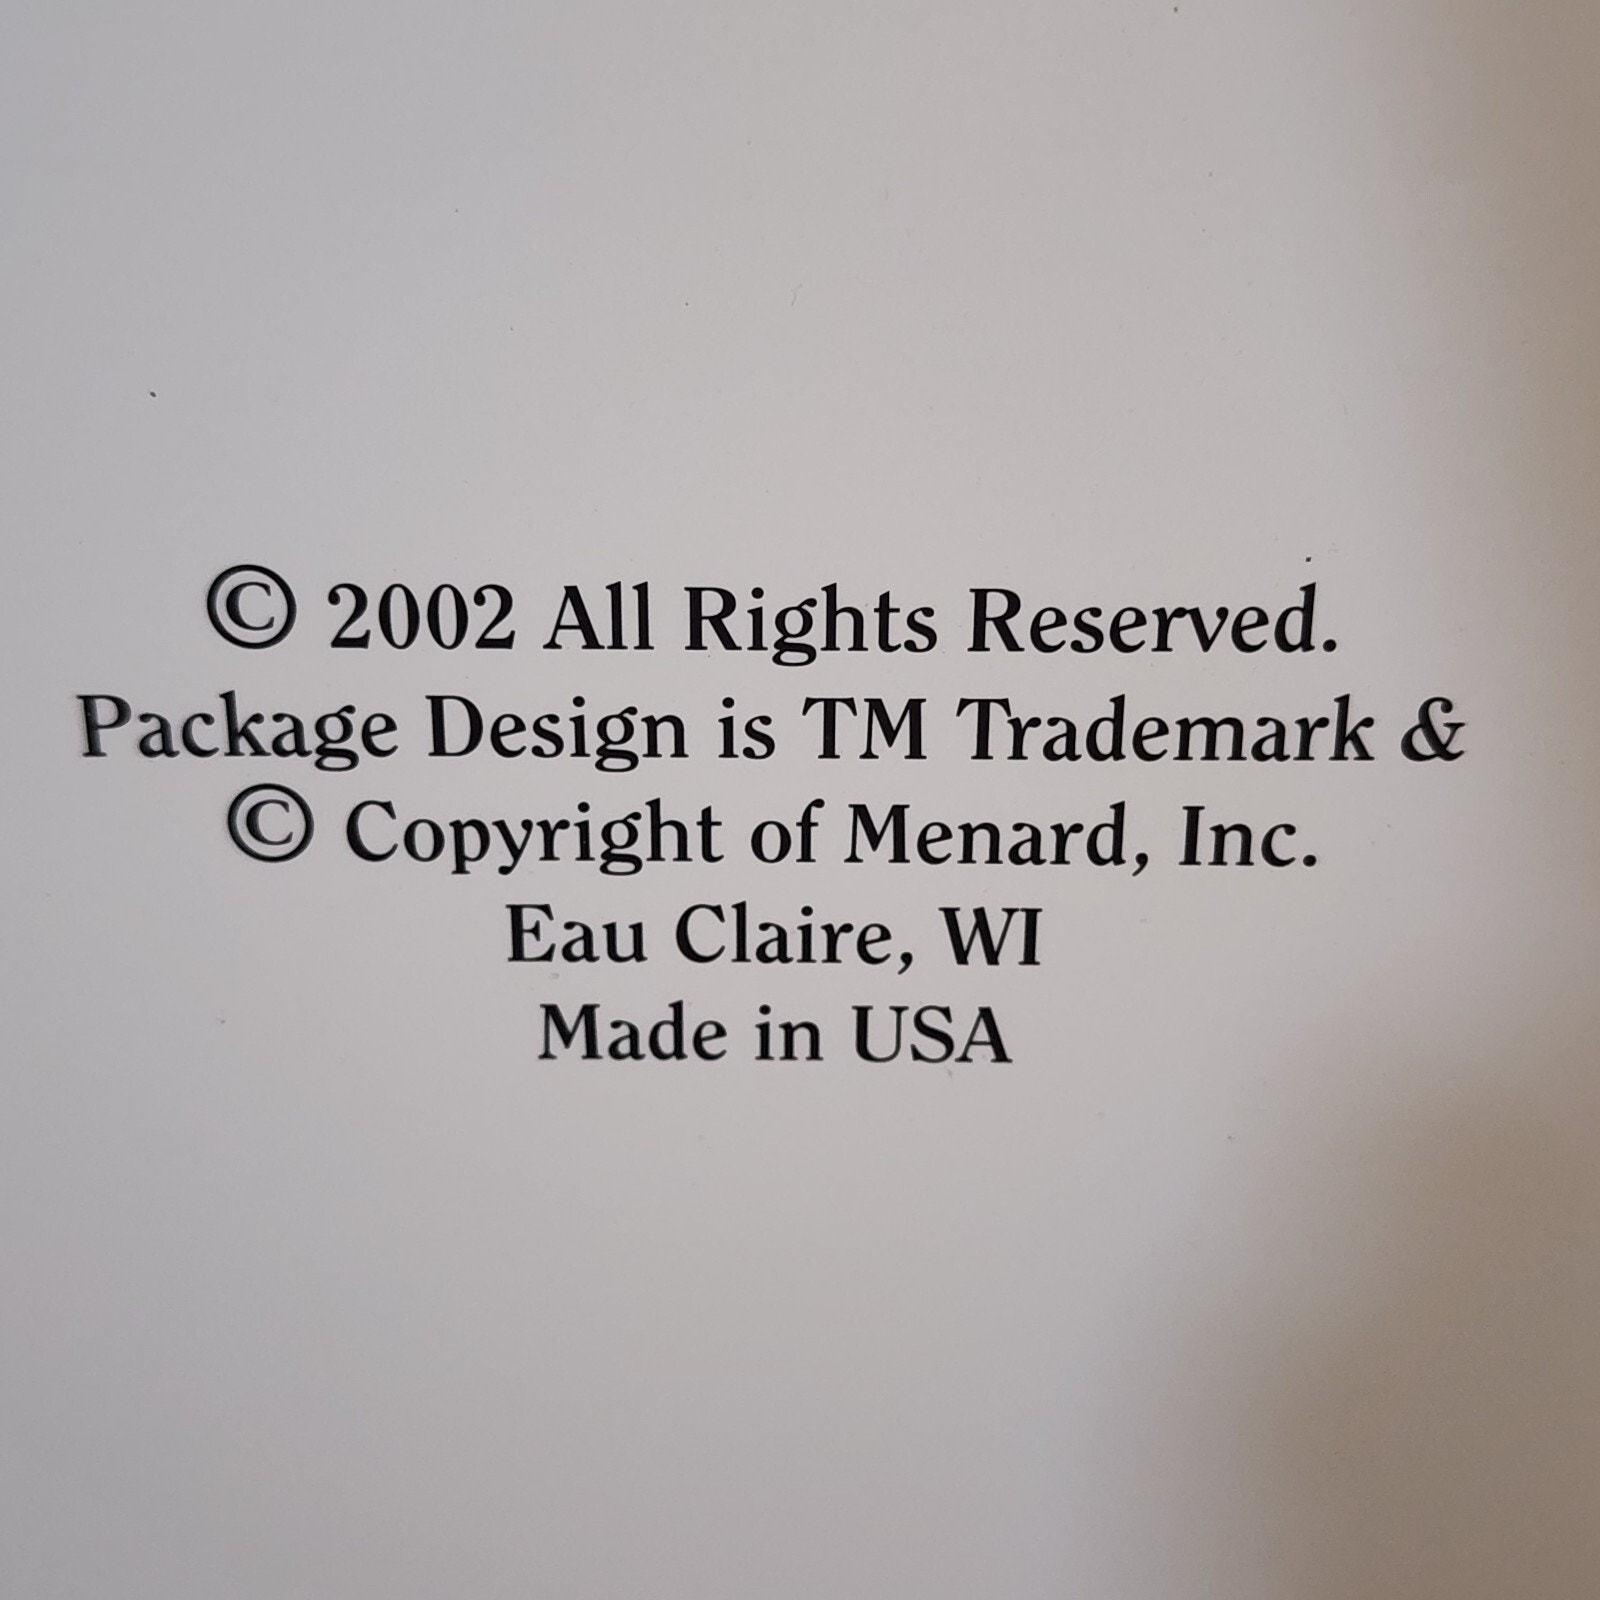 © 2002 All Rights Reserved.
Package Design is TM Trademark &
© Copyright of Menard, Inc.
Eau Claire, WI
Made in USA